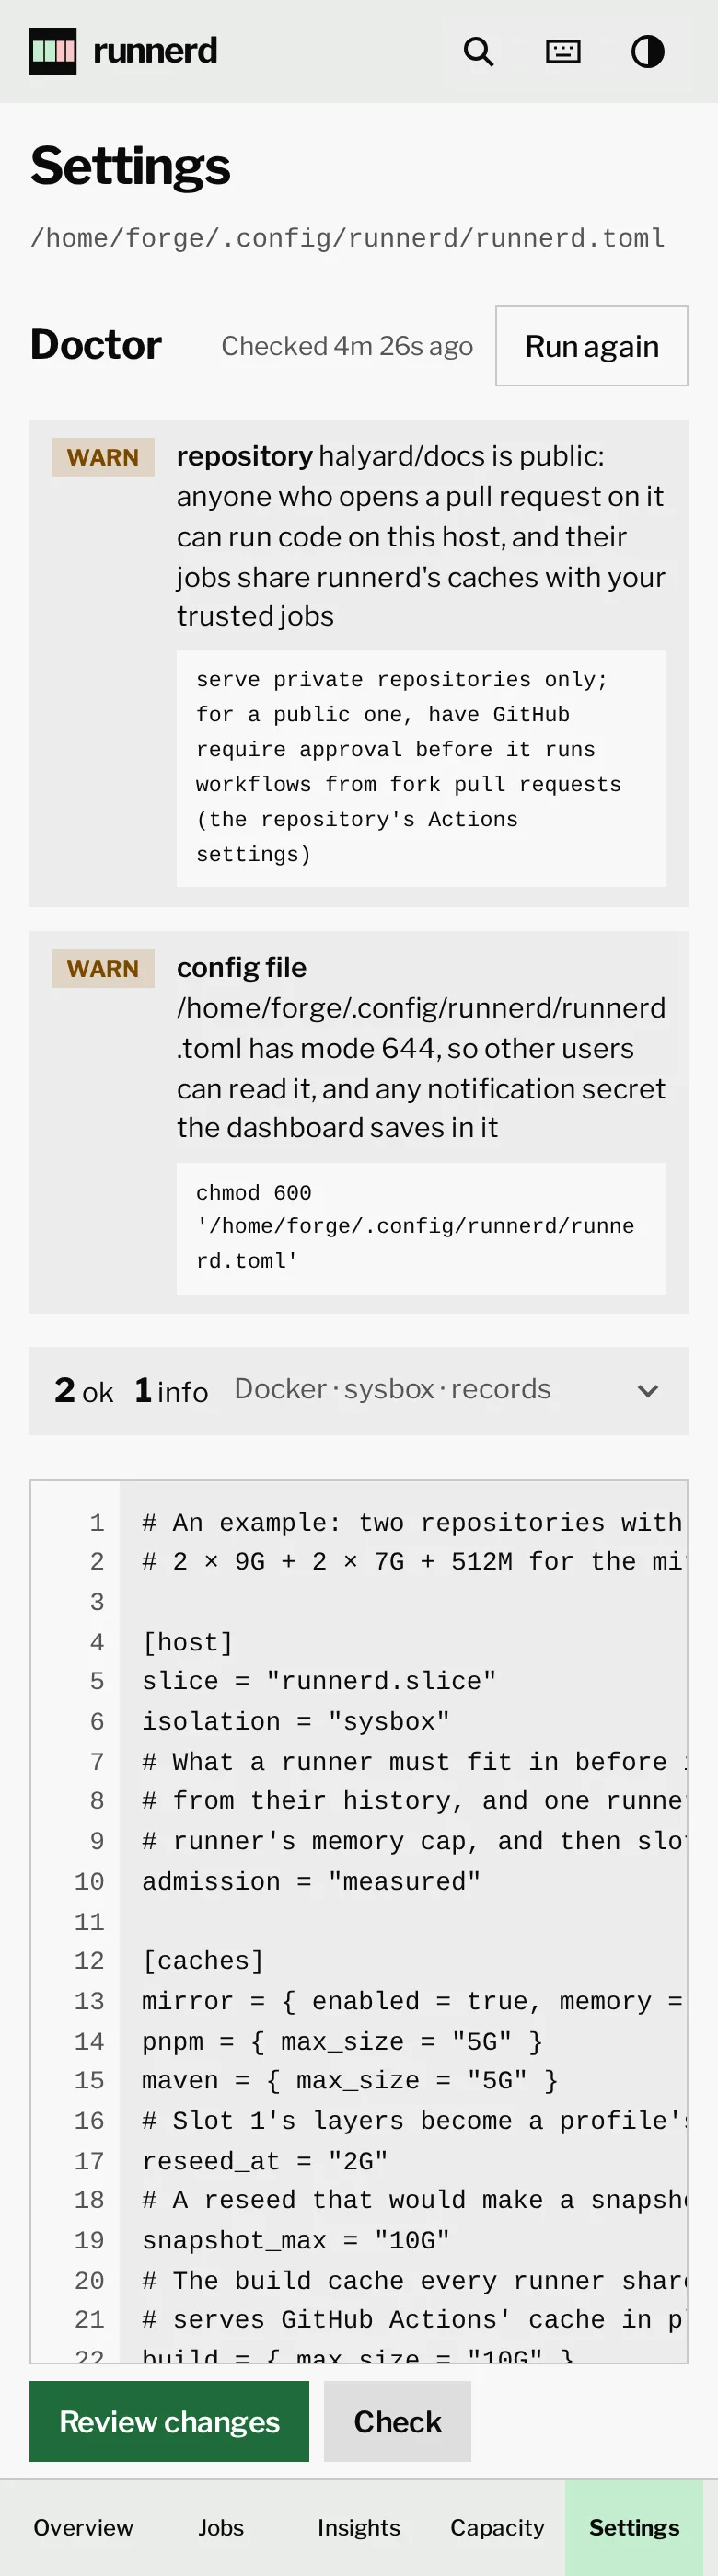 runnerd
Settings
/home/forge/.config/runnerd/runnerd.toml
Doctor
Checked 4m 26s ago
Run again
WARN
repository halyard/docs is public:
anyone who opens a pull request on it
can run code on this host, and their
jobs share runnerd's caches with your
trusted jobs
serve private repositories only;
for a public one, have GitHub
require approval before it runs
workflows from fork pull requests
(the repository's Actions
settings)
WARN
config file
/home/forge/.config/runnerd/runnerd
.toml has mode 644, so other users
can read it, and any notification secret
the dashboard saves in it
chmod 600
'/home/forge/.config/runnerd/runne
rd.toml'
2 ok 1 info Docker · sysbox · records
1 # An example: two repositories with
2 # 2 × 9G + 2 × 7G + 512M for the
3
4 [host]
5 slice = "runnerd.slice"
6 isolation = "sysbox"
7 # What a runner must fit in before
8 # from their history, and one
9 # runner's memory cap, and then
10 admission = "measured"
11
12 [caches]
13 mirror = { enabled = true, memory =
14 pnpm = { max_size = "5G" }
15 maven = { max_size = "5G" }
16 # Slot 1's layers become a profile's
17 reseed_at = "2G"
18 # A reseed that would make a
19 snapshot_max = "10G"
20 # The build cache every runner
21 # serves GitHub Actions' cache in
22 build = { max_size = "10G" }
Review changes
Check
Overview
Jobs
Insights
Capacity
Settings